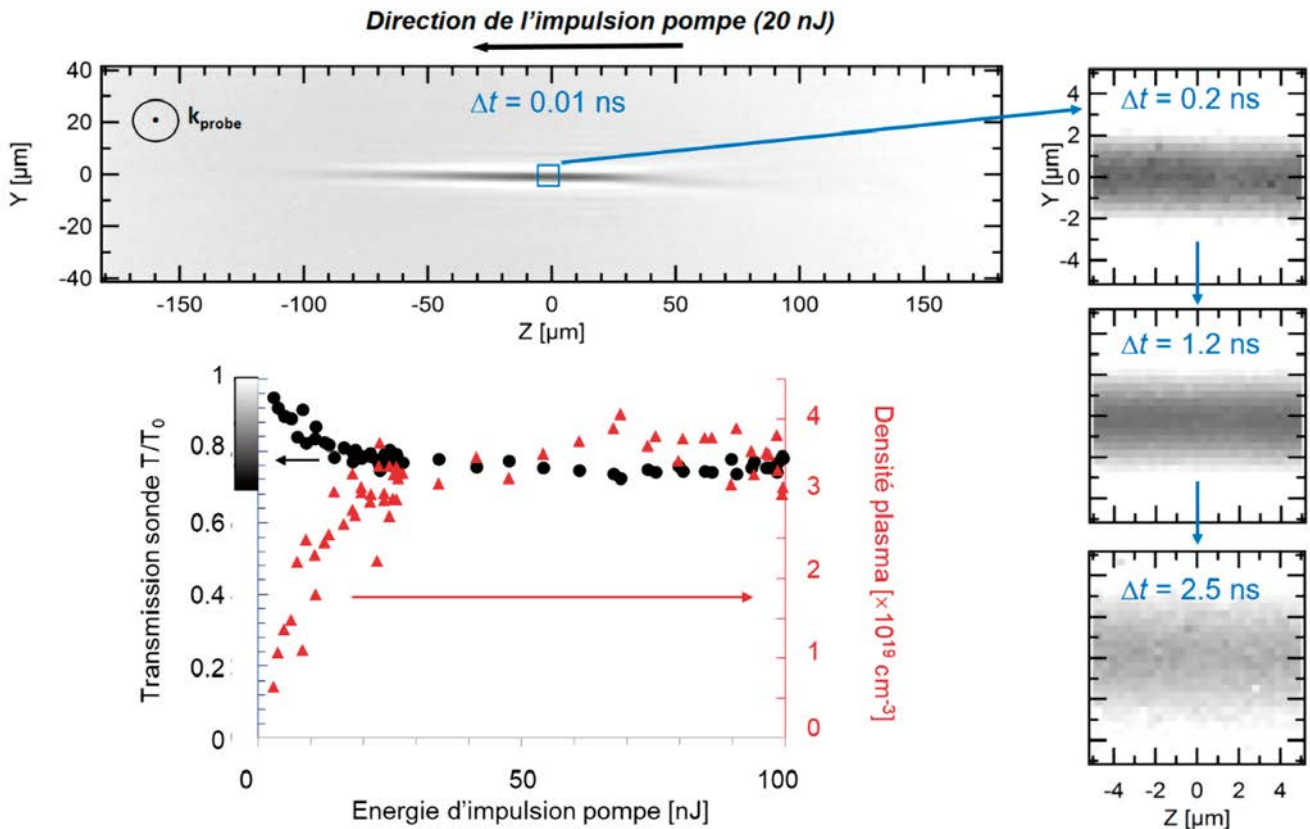 Direction de l'impulsion pompe (20 nJ)
Δt = 0.01 ns
k_probe
40
20
0
-20
-40
Y [µm]
-150
-100
-50
0
50
100
150
Z [µm]
Δt = 0.2 ns
4
2
0
-2
-4
Y [µm]
Δt = 1.2 ns
Δt = 2.5 ns
-4
-2
0
2
4
Z [µm]
1
0.8
0.6
0.4
0.2
0
Transmission sonde T/T₀
4
3
2
1
0
Densité plasma [×10¹⁹ cm⁻³]
0
50
100
Energie d'impulsion pompe [nJ]